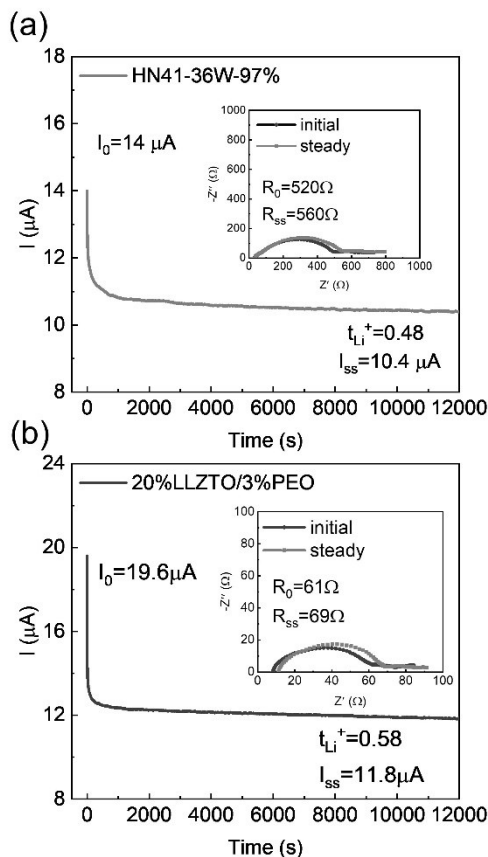 (a)
HN41-36W-97%
I₀=14 μA
I (μA)
18
16
14
12
10
8
0 2000 4000 6000 8000 10000 12000
Time (s)
initial
steady
R₀=520Ω
Rₛₛ=560Ω
-Z'' (Ω)
1000
800
600
400
200
0
0 200 400 600 800 1000
Z' (Ω)
t_Li⁺=0.48
Iₛₛ=10.4 μA
(b)
20%LLZTO/3%PEO
I₀=19.6μA
I (μA)
24
20
16
12
8
0 2000 4000 6000 8000 10000 12000
Time (s)
initial
steady
R₀=61Ω
Rₛₛ=69Ω
-Z'' (Ω)
100
80
60
40
20
0
0 20 40 60 80 100
Z' (Ω)
t_Li⁺=0.58
Iₛₛ=11.8μA